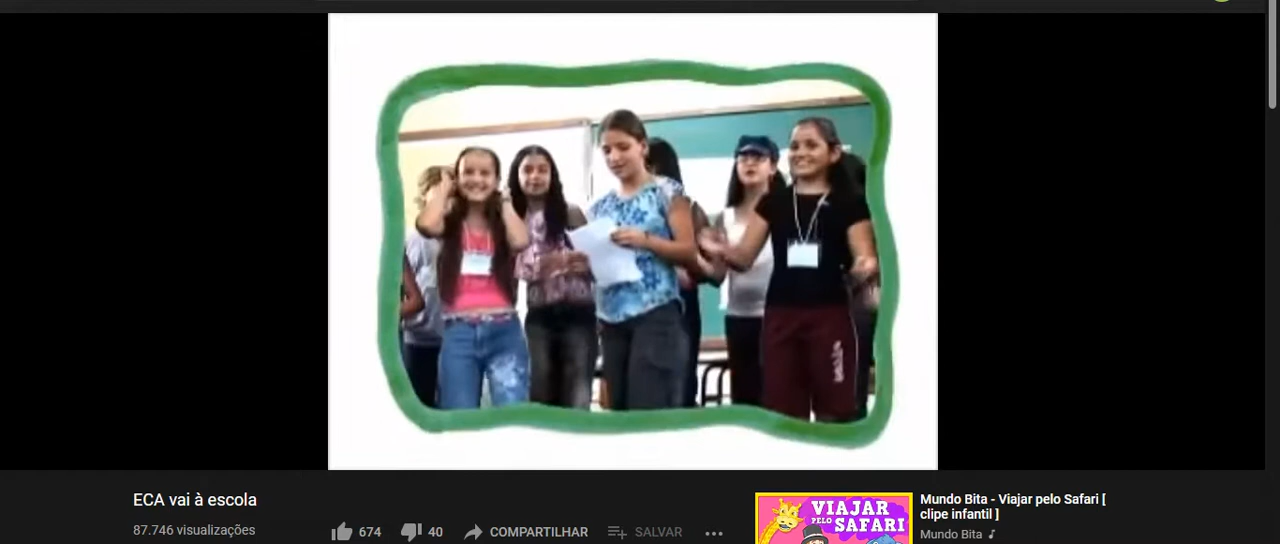 ECA vai à escola
87.746 visualizações
674
40
COMPARTILHAR
SALVAR
VIAJAR
PELO SAFARI
Mundo Bita - Viajar pelo Safari [
clipe infantil ]
Mundo Bita